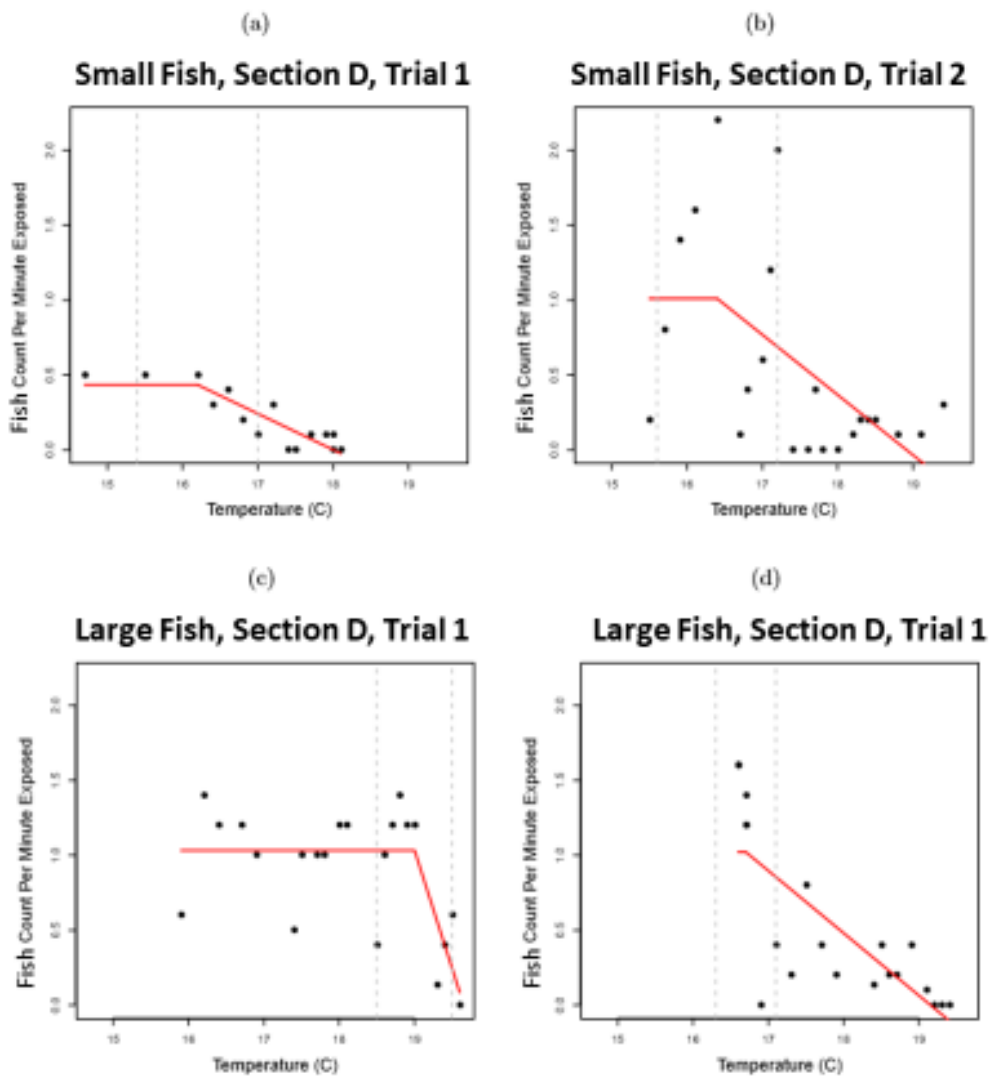 (a)
Small Fish, Section D, Trial 1
Fish Count Per Minute Exposed
2.0
1.5
1.0
0.5
0.0
15 16 17 18 19
Temperature (C)
(b)
Small Fish, Section D, Trial 2
Fish Count Per Minute Exposed
2.0
1.5
1.0
0.5
0.0
15 16 17 18 19
Temperature (C)
(c)
Large Fish, Section D, Trial 1
Fish Count Per Minute Exposed
2.0
1.5
1.0
0.5
0.0
15 16 17 18 19
Temperature (C)
(d)
Large Fish, Section D, Trial 1
Fish Count Per Minute Exposed
2.0
1.5
1.0
0.5
0.0
15 16 17 18 19
Temperature (C)